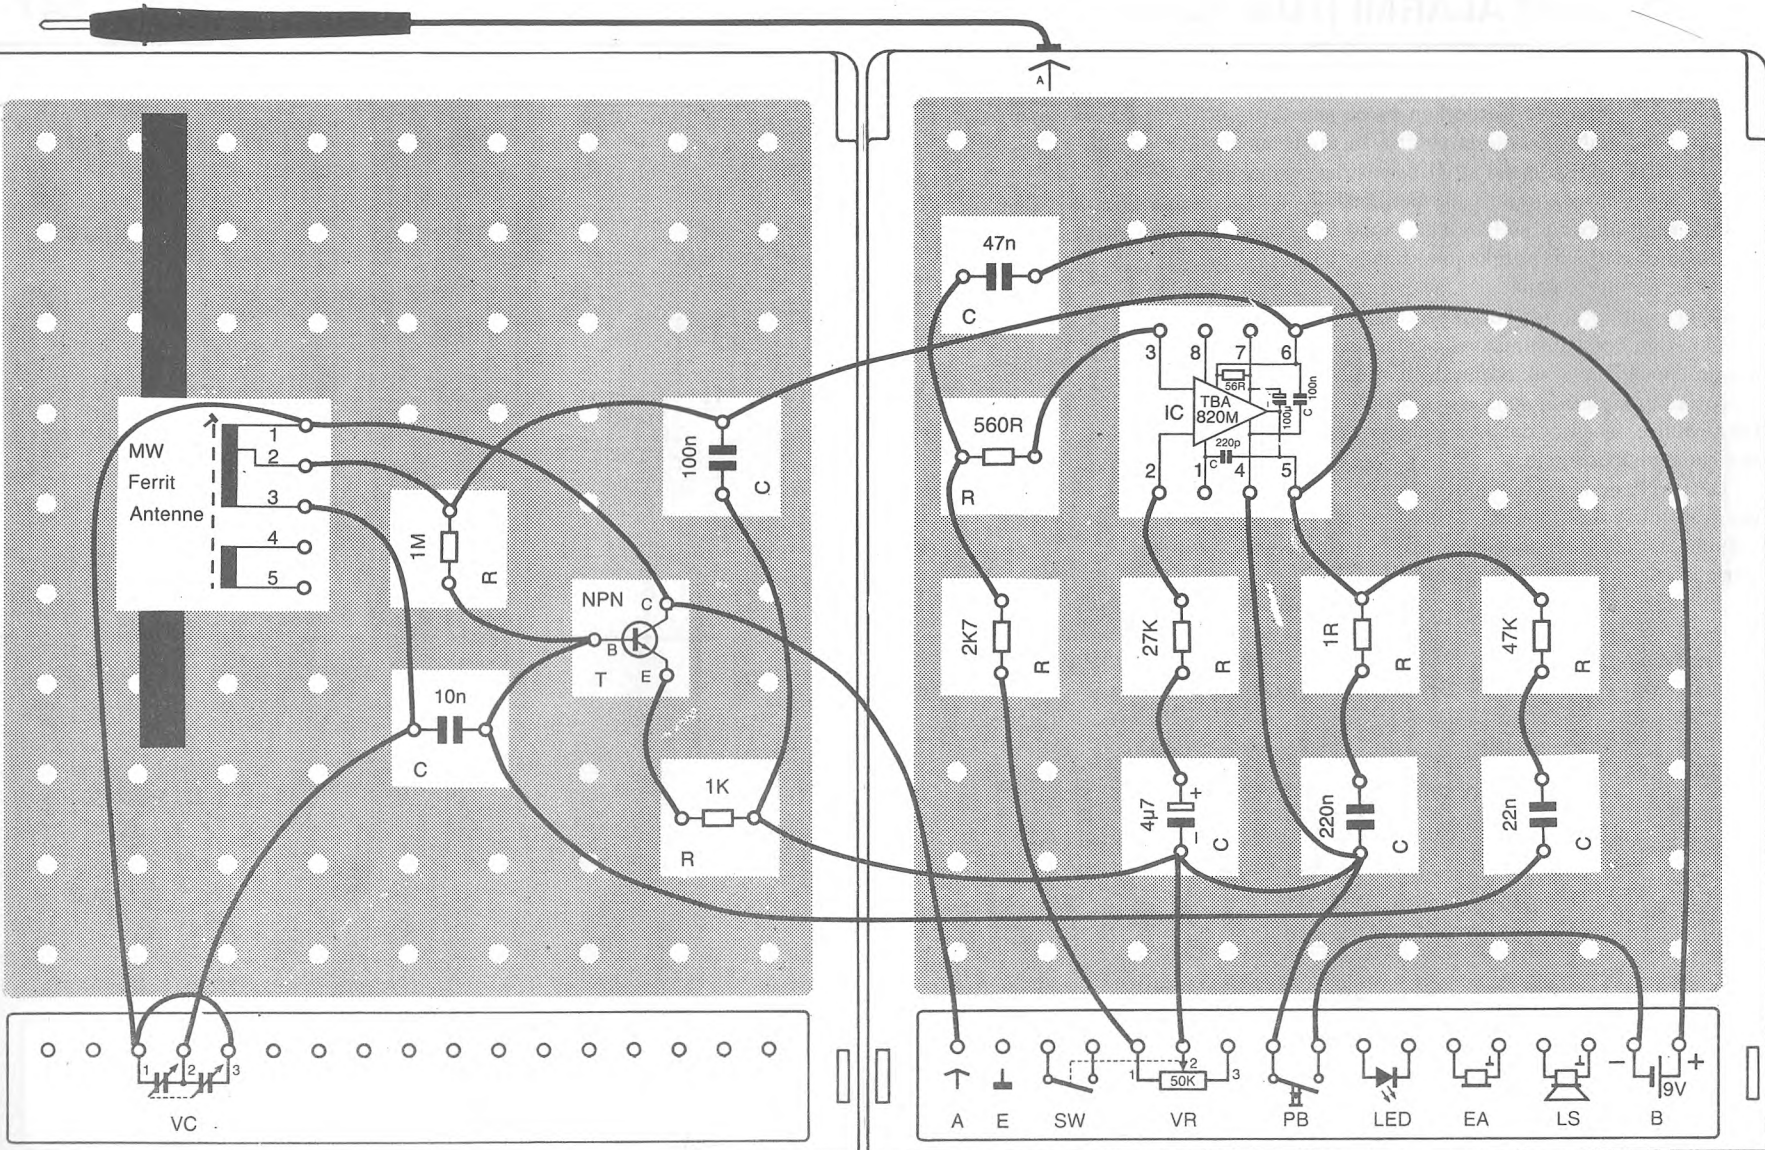 A
47n
C
560R
R
3 8 7 6
56R
100n
C
100µ
IC
TBA
820M
220p
C
2 1 4 5
MW
Ferrit
Antenne
1
2
3
4
5
1M
R
100n
C
NPN
C
B
E
T
10n
C
1K
R
2K7
R
27K
R
1R
R
47K
R
4µ7
+
−
C
220n
C
22n
C
1 2 3
VC
1 2 3
50K
− +
9V
A E SW VR PB LED EA LS B